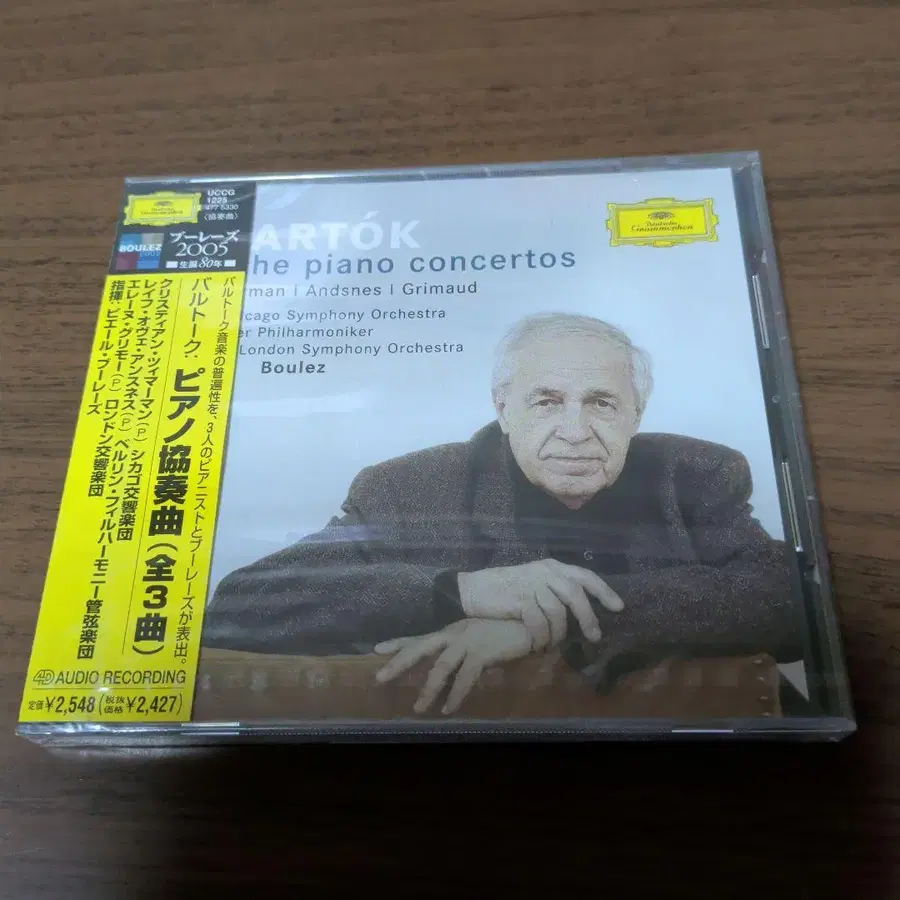 Deutsche
Grammophon
UCCG
1225
477 5330
〈協奏曲〉
BOULEZ
2005
ブーレーズ
2005
生誕80年
バルトーク音楽の普遍性を、3人のピアニストとブーレーズが表出。
バルトーク:ピアノ協奏曲(全3曲)
クリスティアン・ツィマーマン(P) シカゴ交響楽団
レイフ・オヴェ・アンスネス(P) ベルリン・フィルハーモニー管弦楽団
エレーヌ・グリモー(P) ロンドン交響楽団
指揮:ピエール・ブーレーズ
4D AUDIO RECORDING
定価¥2,548(税抜価格¥2,427)
ARTÓK
he piano concertos
rman | Andsnes | Grimaud
cago Symphony Orchestra
er Philharmoniker
London Symphony Orchestra
Boulez
Deutsche
Grammophon